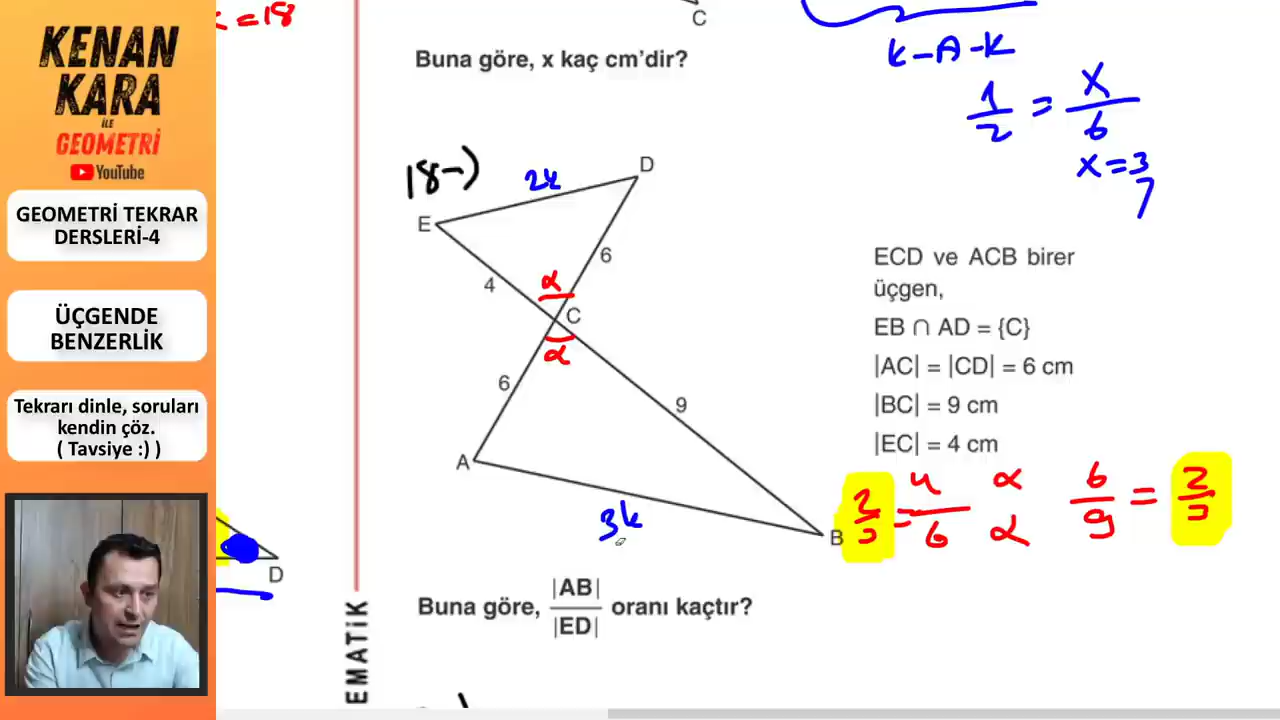 KENAN
KARA
İLE
GEOMETRİ
YouTube
GEOMETRİ TEKRAR
DERSLERİ-4
ÜÇGENDE
BENZERLİK
Tekrarı dinle, soruları
kendin çöz.
( Tavsiye :) )
= 18
C
Buna göre, x kaç cm'dir?
K-A-K
1/2 = x/6
x=3
18-)
2k
D
E
6
4
α
C
α
6
9
A
3k
B
D
ECD ve ACB birer
üçgen,
EB ∩ AD = {C}
|AC| = |CD| = 6 cm
|BC| = 9 cm
|EC| = 4 cm
2/3 = 4/6 α α 6/9 = 2/3
Buna göre, |AB|/|ED| oranı kaçtır?
EMATİK